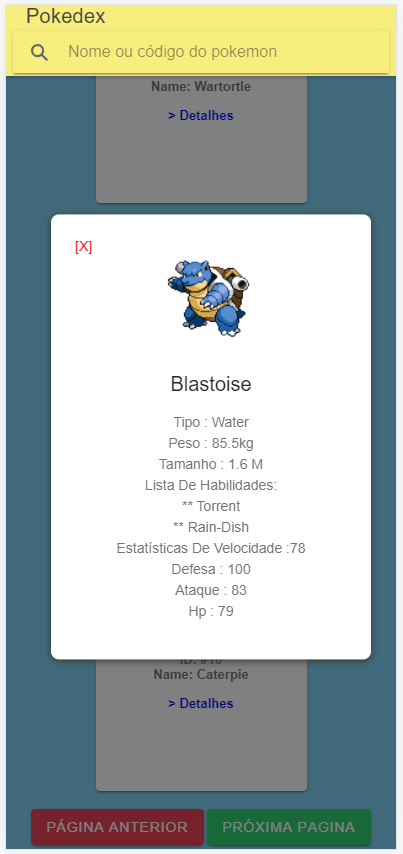 Pokedex
Nome ou código do pokemon
Name: Wartortle
> Detalhes
[X]
Blastoise
Tipo : Water
Peso : 85.5kg
Tamanho : 1.6 M
Lista De Habilidades:
** Torrent
** Rain-Dish
Estatísticas De Velocidade :78
Defesa : 100
Ataque : 83
Hp : 79
ID: #10
Name: Caterpie
> Detalhes
PÁGINA ANTERIOR
PRÓXIMA PAGINA